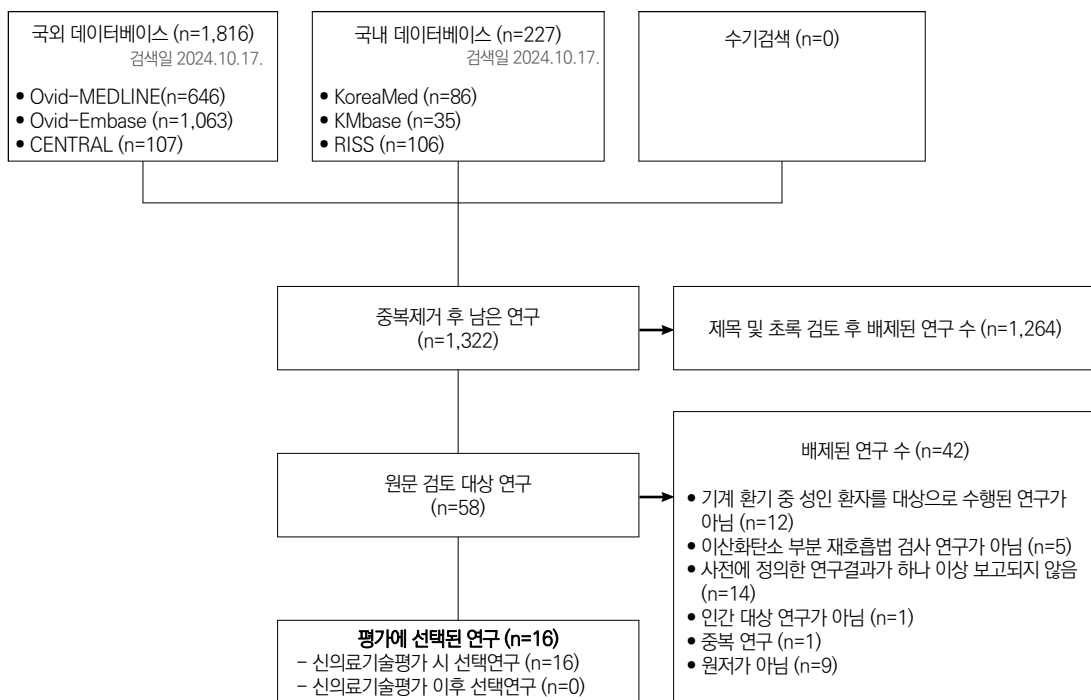 국외 데이터베이스 (n=1,816)
검색일 2024.10.17.
• Ovid-MEDLINE(n=646)
• Ovid-Embase (n=1,063)
• CENTRAL (n=107)
국내 데이터베이스 (n=227)
검색일 2024.10.17.
• KoreaMed (n=86)
• KMbase (n=35)
• RISS (n=106)
수기검색 (n=0)
중복제거 후 남은 연구
(n=1,322)
제목 및 초록 검토 후 배제된 연구 수 (n=1,264)
원문 검토 대상 연구
(n=58)
배제된 연구 수 (n=42)
• 기계 환기 중 성인 환자를 대상으로 수행된 연구가
아님 (n=12)
• 이산화탄소 부분 재호흡법 검사 연구가 아님 (n=5)
• 사전에 정의한 연구결과가 하나 이상 보고되지 않음
(n=14)
• 인간 대상 연구가 아님 (n=1)
• 중복 연구 (n=1)
• 원저가 아님 (n=9)
평가에 선택된 연구 (n=16)
- 신의료기술평가 시 선택연구 (n=16)
- 신의료기술평가 이후 선택연구 (n=0)